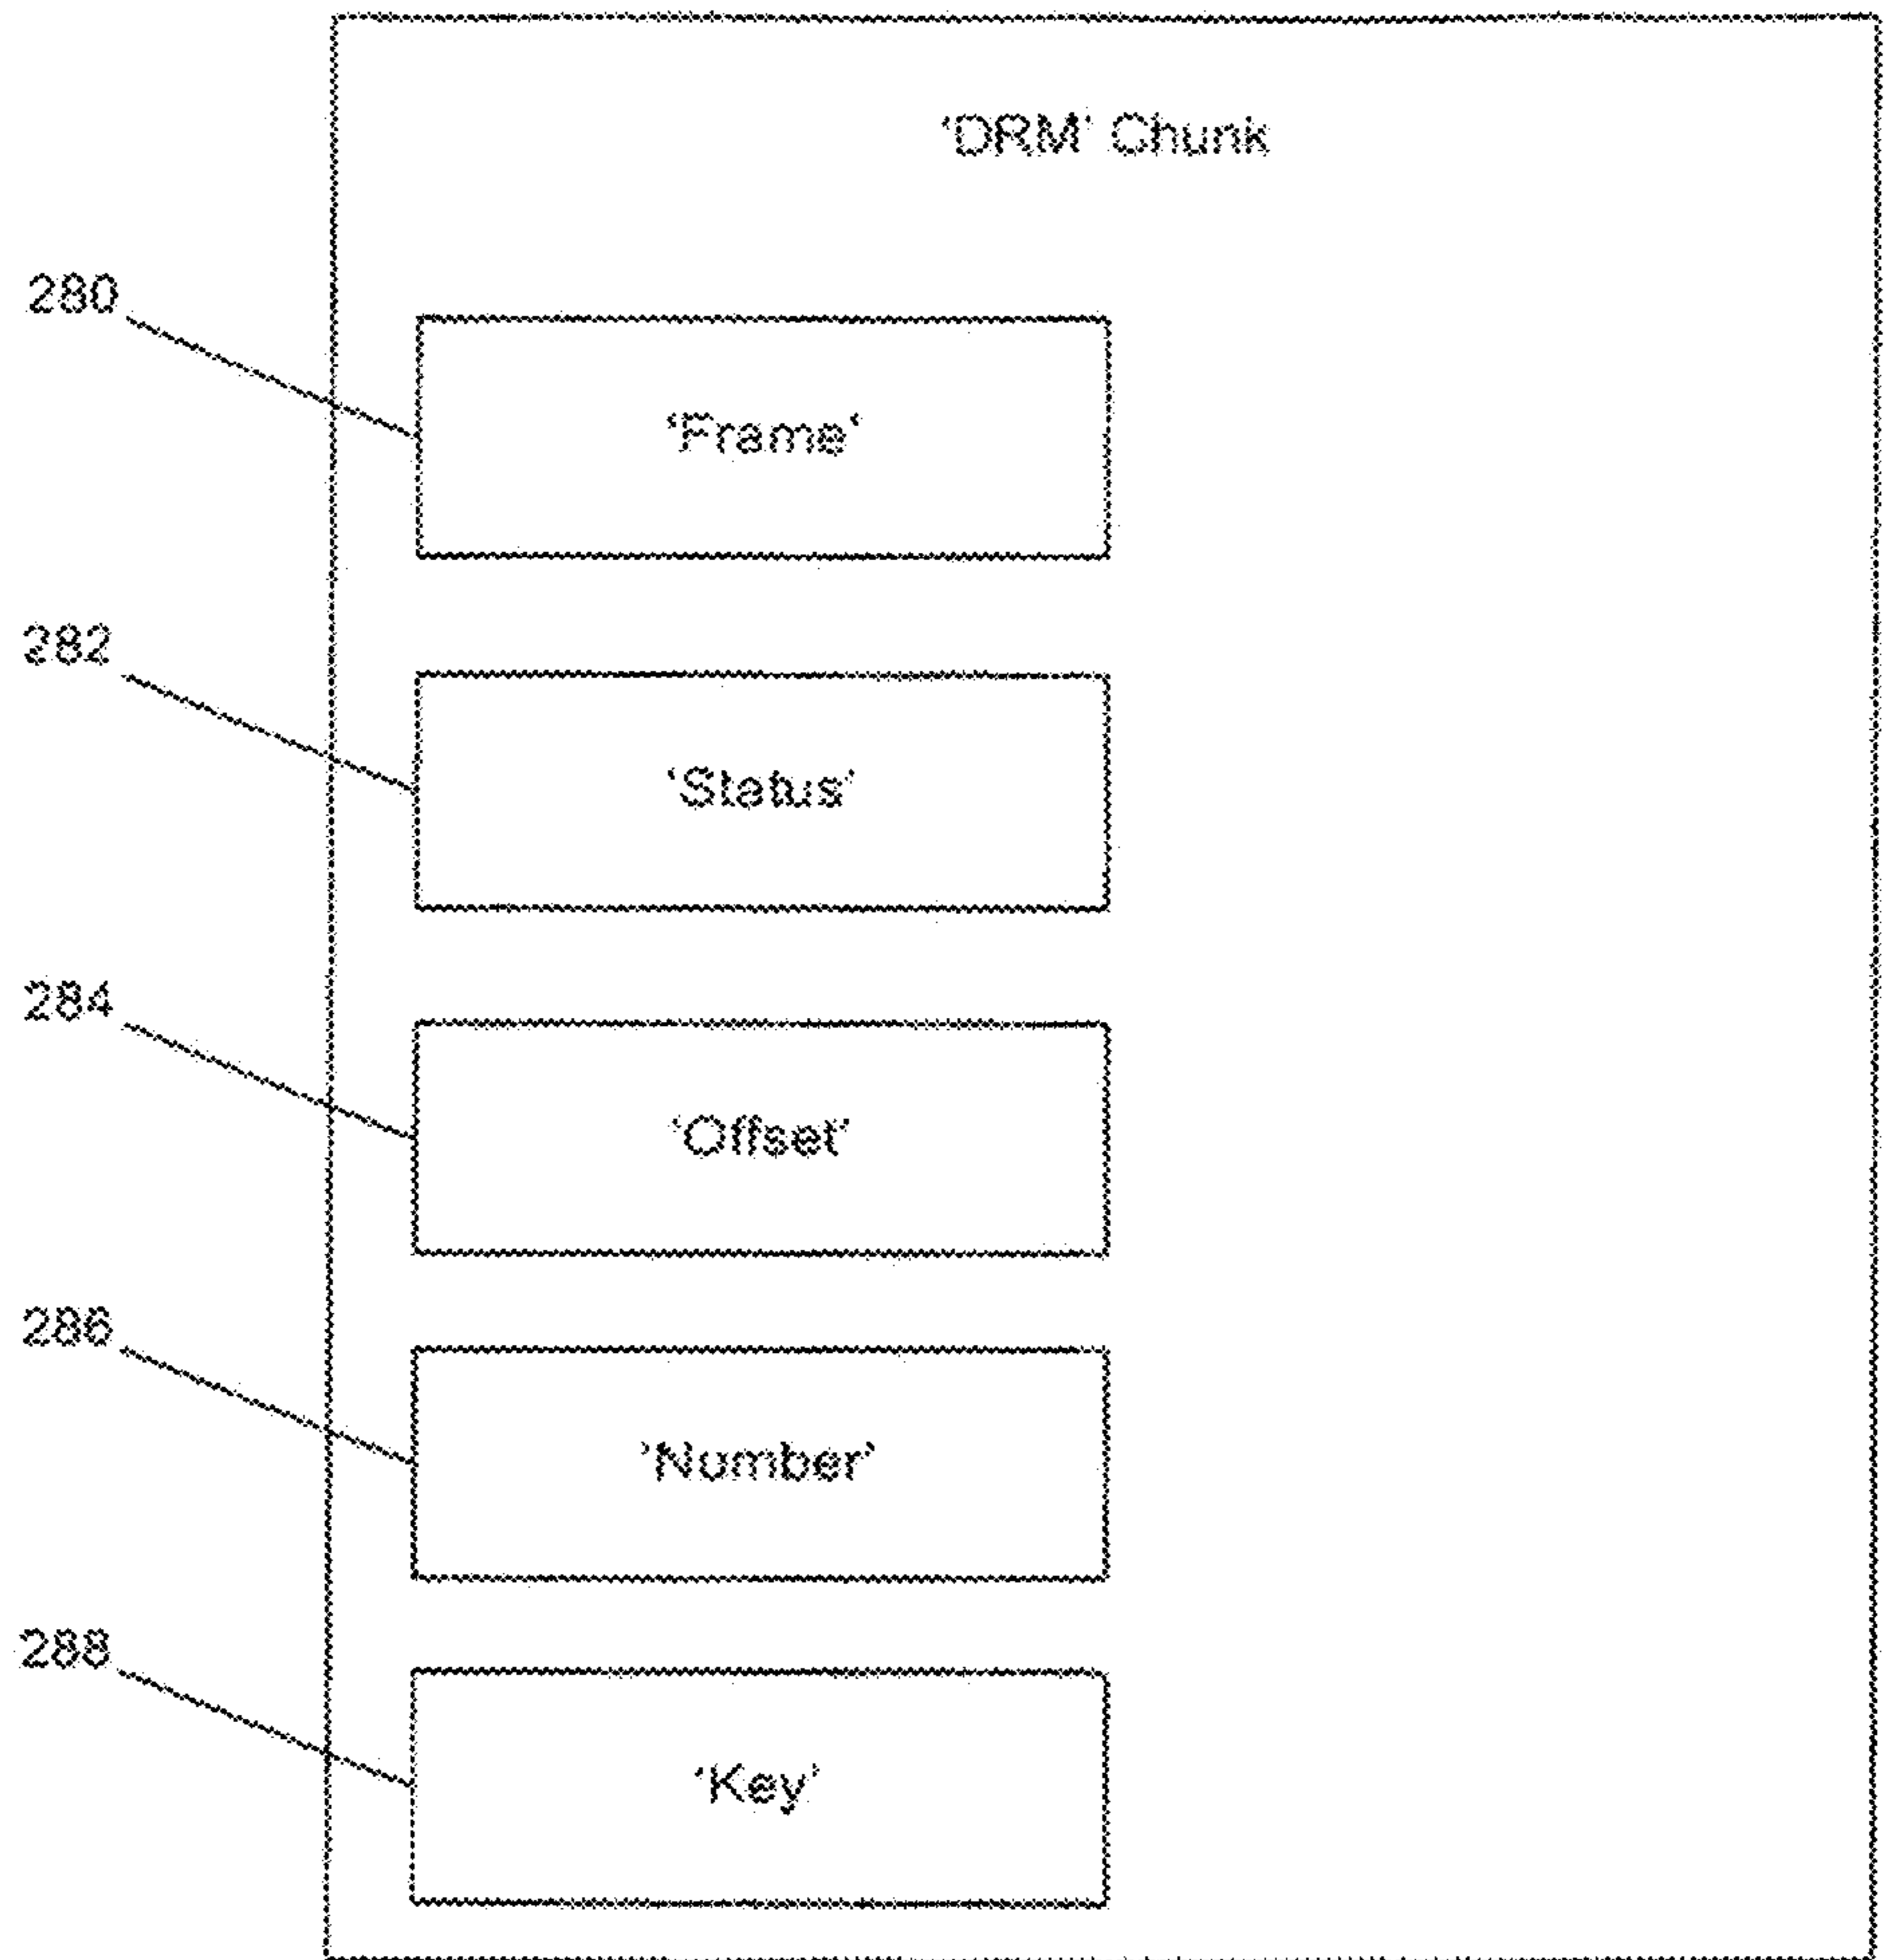 'DRM' Chunk
280
'Frame'
282
'Status'
284
'Offset'
286
'Number'
288
'Key'